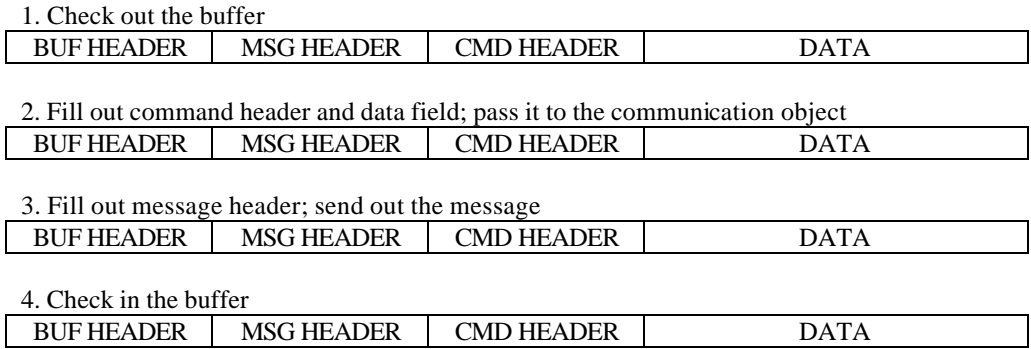 1. Check out the buffer
BUF HEADER MSG HEADER CMD HEADER DATA
2. Fill out command header and data field; pass it to the communication object
BUF HEADER MSG HEADER CMD HEADER DATA
3. Fill out message header; send out the message
BUF HEADER MSG HEADER CMD HEADER DATA
4. Check in the buffer
BUF HEADER MSG HEADER CMD HEADER DATA